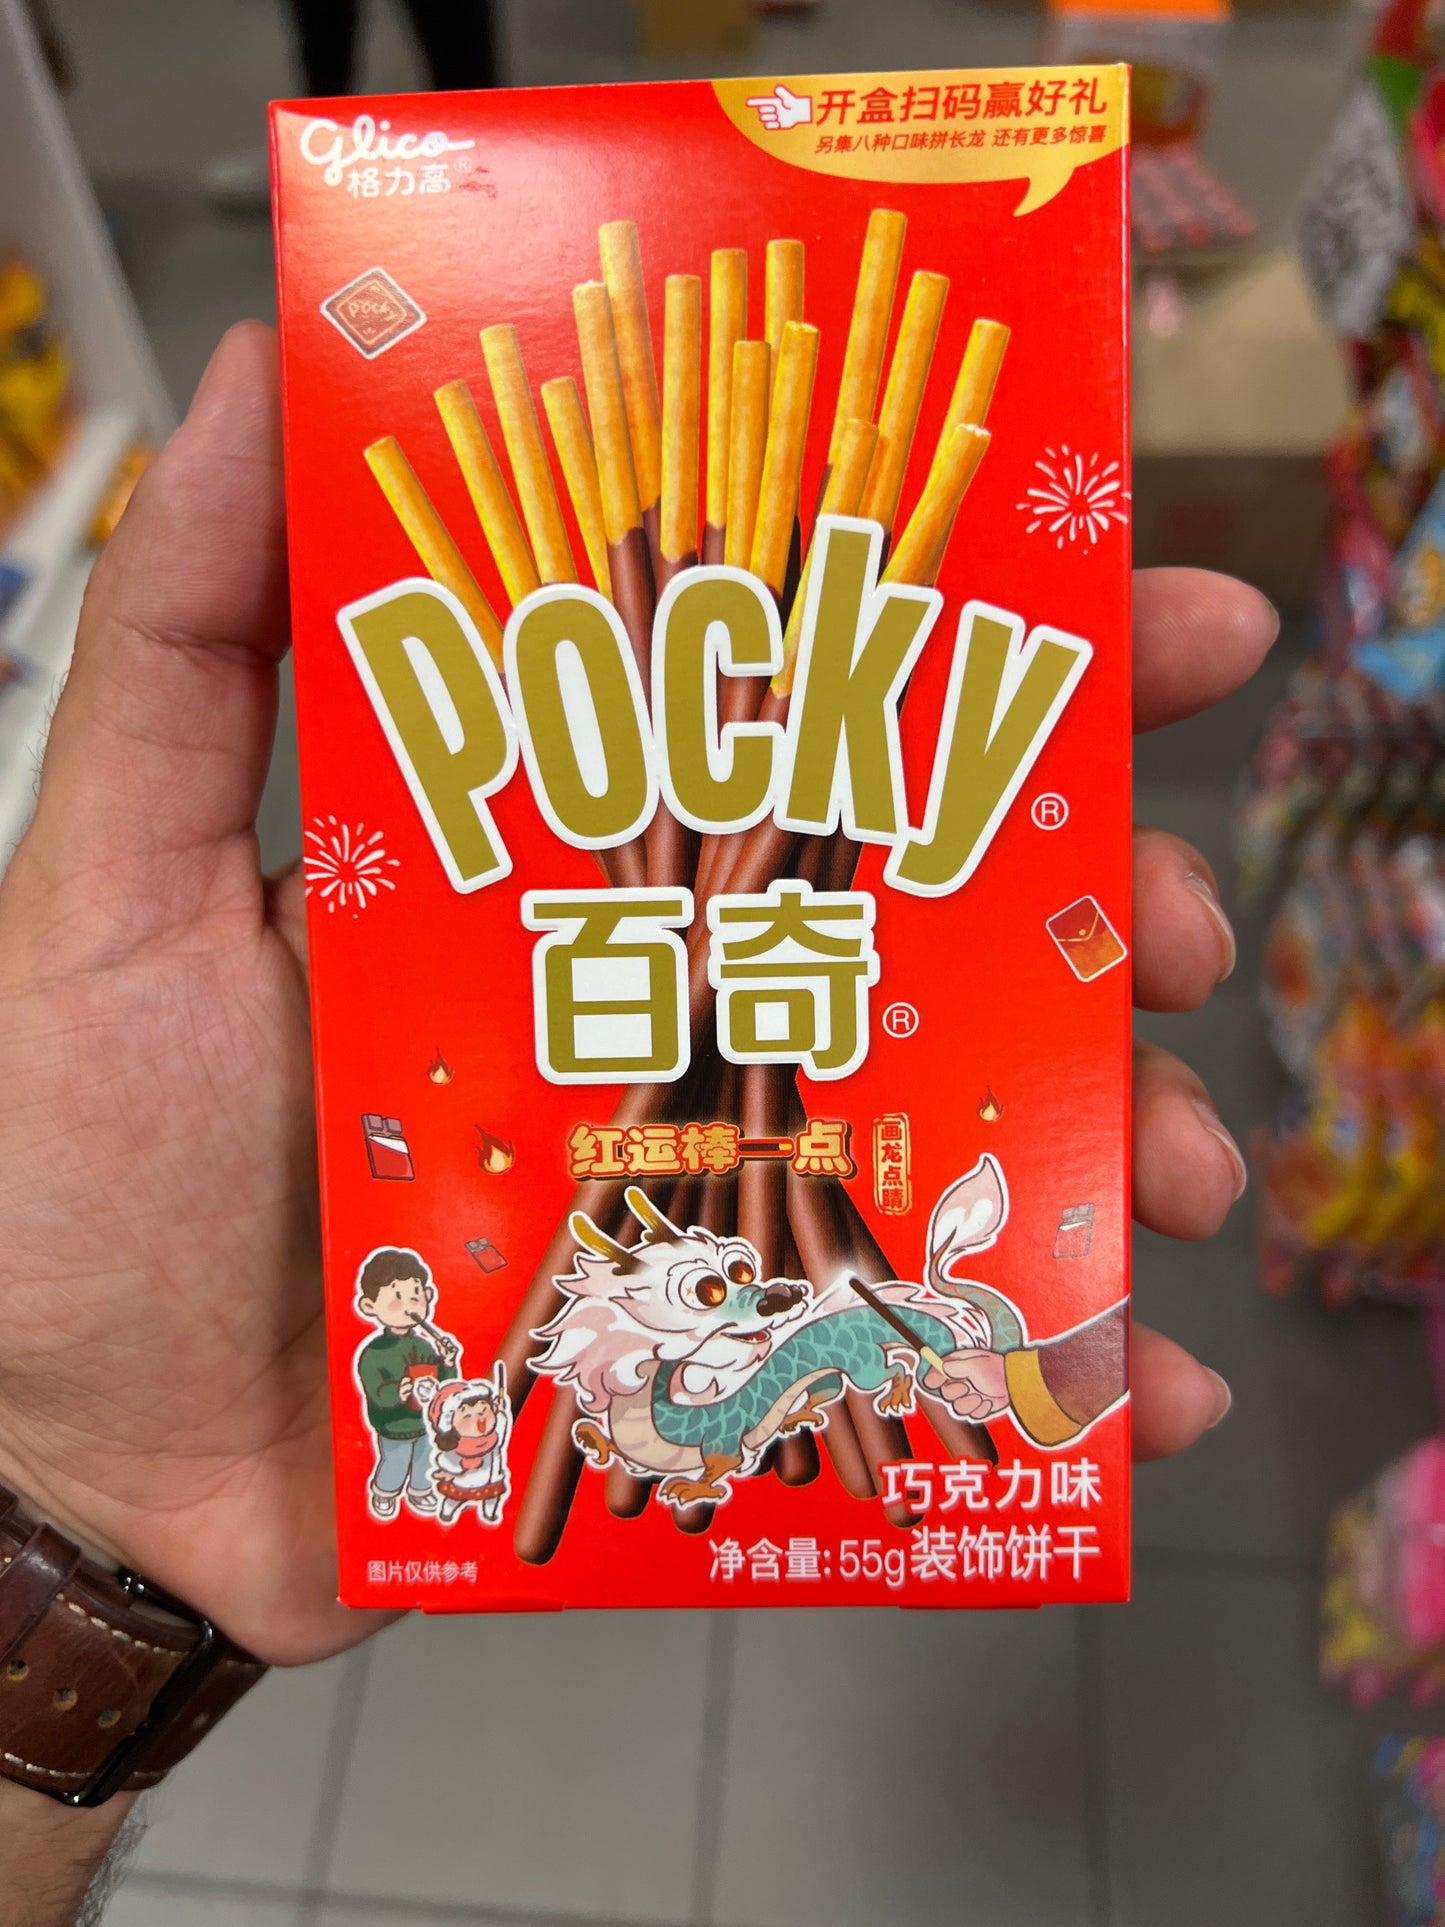 Glico®
格力高
开盒扫码赢好礼
另集八种口味拼长龙 还有更多惊喜
Pocky
Pocky®
百奇®
红运棒一点
画龙点睛
巧克力味
净含量:55g装饰饼干
图片仅供参考